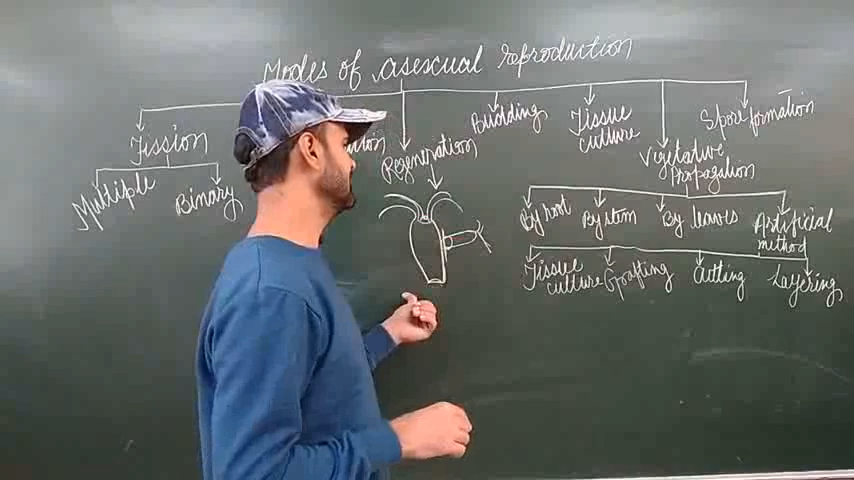 Modes of asexual reproduction
Fission
Regeneration
Budding
Tissue
culture
Vegetative
Propagation
Spore formation
Multiple
Binary
By root
By stem
By leaves
Artificial
method
Tissue
culture
Grafting
Cutting
Layering